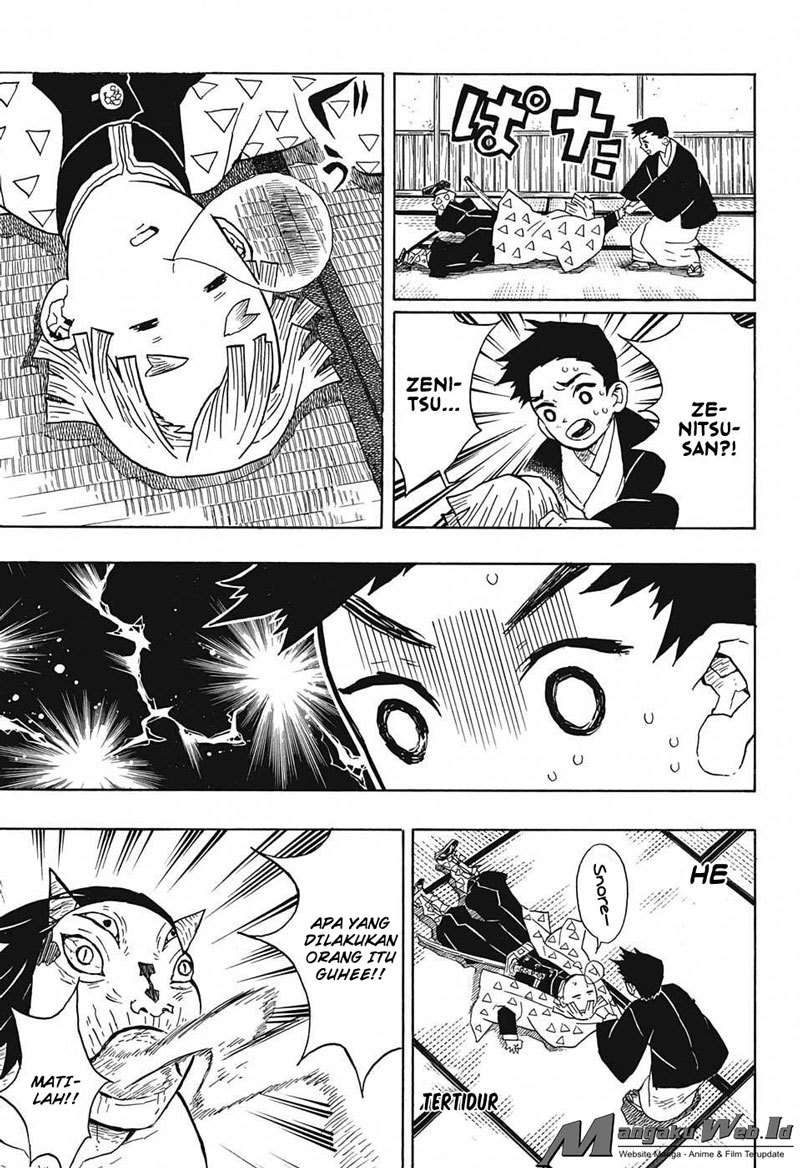 ぱた
ZENI-
TSU...
ZE-
NITSU-
SAN?!
HE
Snore-
TERTIDUR
APA YANG
DILAKUKAN
ORANG ITU
GUHEE!!
MATI-
LAH!!
MangakuWeb.Id
Website Manga - Anime & Film Terupdate